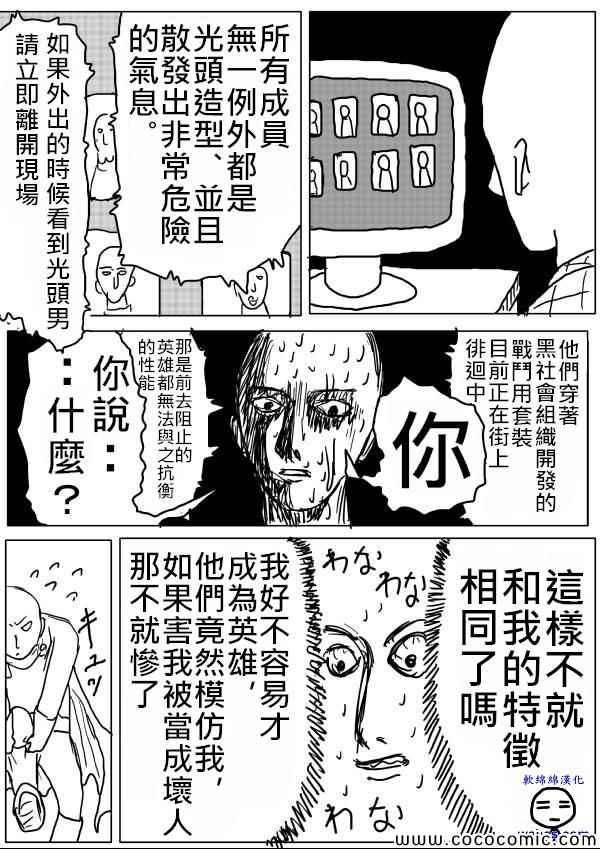 所有成員
無一例外都是
光頭造型、並且
散發出非常危險
的氣息。
如果外出的時候看到光頭男
請立即離開現場
他們穿著
黑社會組織開發的
戰鬥用套裝
目前正在街上
徘徊中
你
那是前去阻止的
英雄都無法與之抗衡
的性能
你說：
：什麼？
這樣不就
和我的特徵
相同了嗎
わな
わな
わな
我好不容易才
成為英雄，
他們竟然模仿我，
如果害我被當成壞人
那不就慘了
キュッ
軟綿綿漢化
www.cococomic.com